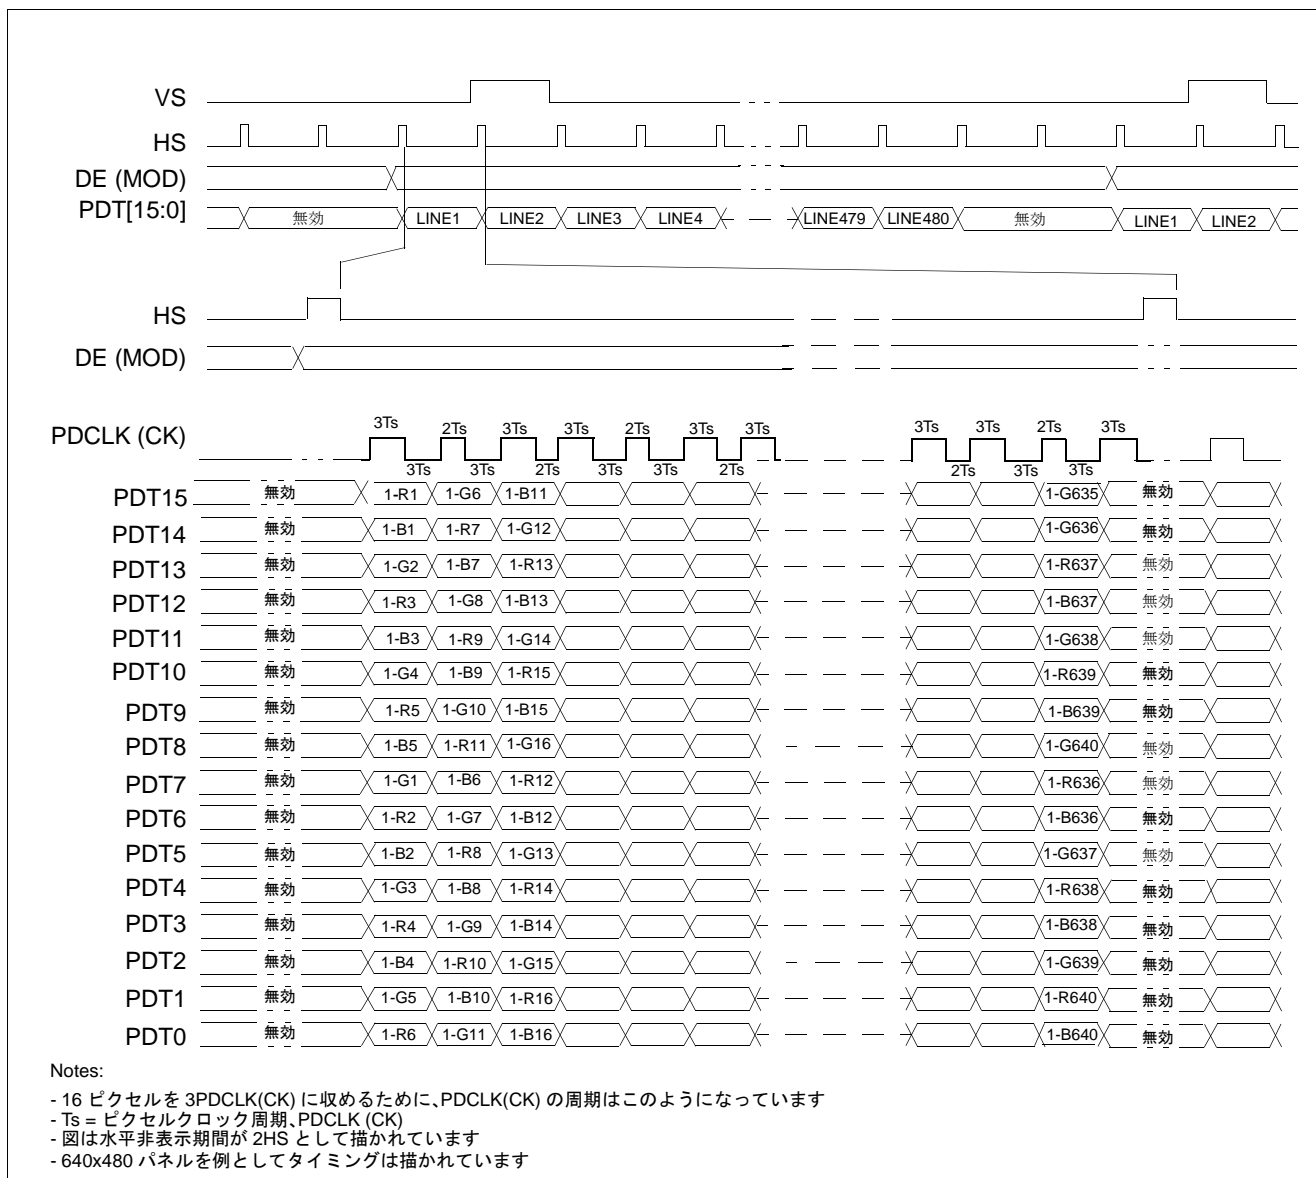 VS
HS
DE (MOD)
PDT[15:0] 無効 LINE1 LINE2 LINE3 LINE4 LINE479 LINE480 無効 LINE1 LINE2
HS
DE (MOD)
3Ts 2Ts 3Ts 3Ts 2Ts 3Ts 3Ts 3Ts 3Ts 2Ts 3Ts
PDCLK (CK)
3Ts 3Ts 2Ts 3Ts 3Ts 2Ts 2Ts 3Ts 3Ts
PDT15 無効 1-R1 1-G6 1-B11 1-G635 無効
PDT14 無効 1-B1 1-R7 1-G12 1-G636 無効
PDT13 無効 1-G2 1-B7 1-R13 1-R637 無効
PDT12 無効 1-R3 1-G8 1-B13 1-B637 無効
PDT11 無効 1-B3 1-R9 1-G14 1-G638 無効
PDT10 無効 1-G4 1-B9 1-R15 1-R639 無効
PDT9 無効 1-R5 1-G10 1-B15 1-B639 無効
PDT8 無効 1-B5 1-R11 1-G16 1-G640 無効
PDT7 無効 1-G1 1-B6 1-R12 1-R636 無効
PDT6 無効 1-R2 1-G7 1-B12 1-B636 無効
PDT5 無効 1-B2 1-R8 1-G13 1-G637 無効
PDT4 無効 1-G3 1-B8 1-R14 1-R638 無効
PDT3 無効 1-R4 1-G9 1-B14 1-B638 無効
PDT2 無効 1-B4 1-R10 1-G15 1-G639 無効
PDT1 無効 1-G5 1-B10 1-R16 1-R640 無効
PDT0 無効 1-R6 1-G11 1-B16 1-B640 無効
Notes:
- 16 ピクセルを 3PDCLK(CK) に収めるために、PDCLK(CK) の周期はこのようになっています
- Ts = ピクセルクロック周期、PDCLK (CK)
- 図は水平非表示期間が 2HS として描かれています
- 640x480 パネルを例としてタイミングは描かれています